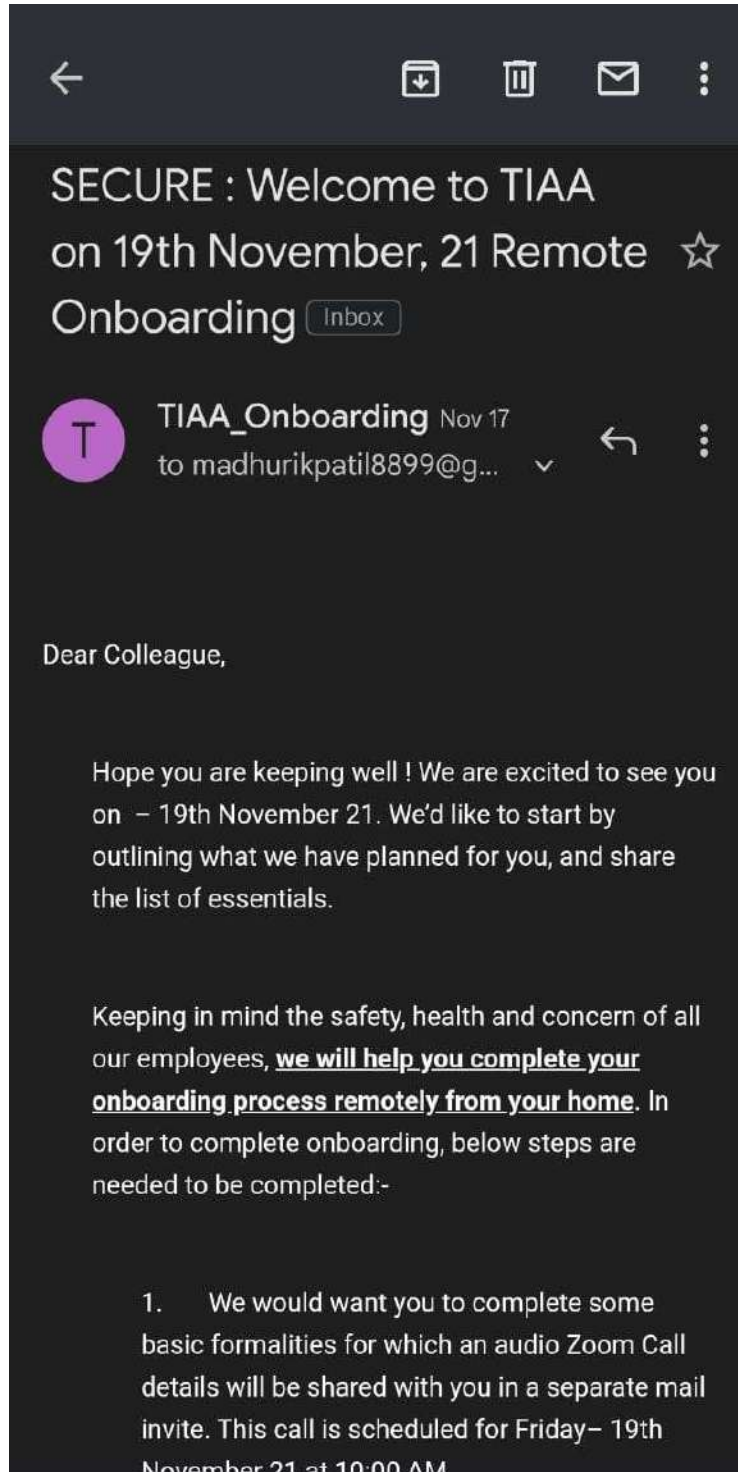 SECURE : Welcome to TIAA
on 19th November, 21 Remote
Onboarding Inbox
T
TIAA_Onboarding Nov 17
to madhurikpatil8899@g...
Dear Colleague,
Hope you are keeping well ! We are excited to see you
on – 19th November 21. We'd like to start by
outlining what we have planned for you, and share
the list of essentials.
Keeping in mind the safety, health and concern of all
our employees, we will help you complete your
onboarding process remotely from your home. In
order to complete onboarding, below steps are
needed to be completed:-
1. We would want you to complete some
basic formalities for which an audio Zoom Call
details will be shared with you in a separate mail
invite. This call is scheduled for Friday– 19th
November 21 at 10:00 AM